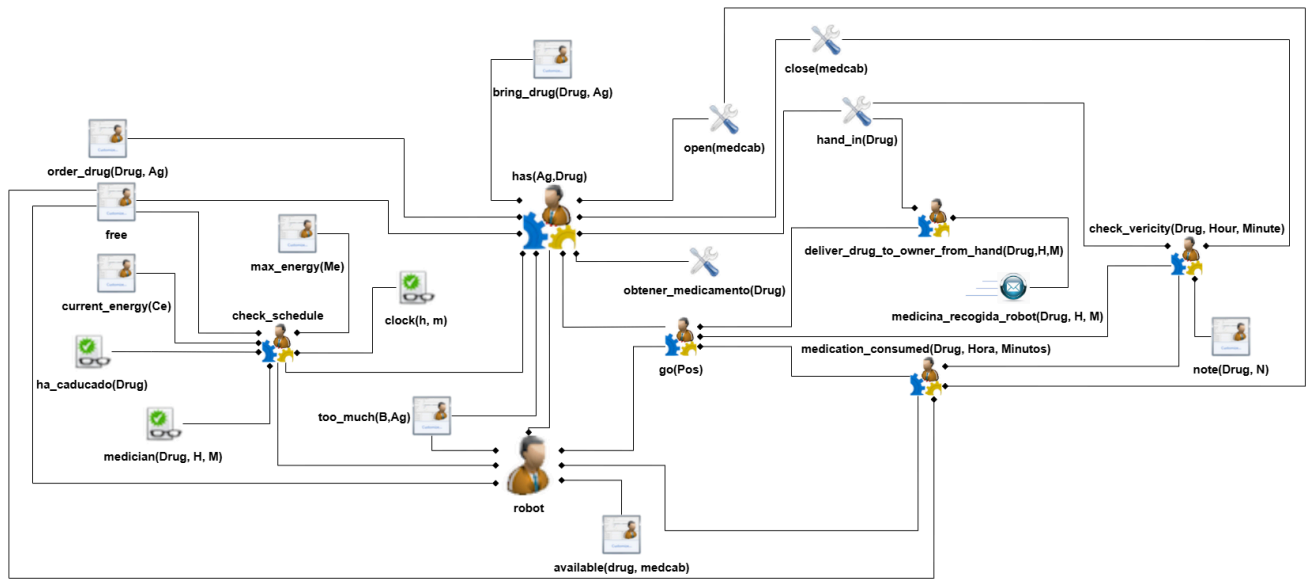 close(medcab)
bring_drug(Drug, Ag)
hand_in(Drug)
open(medcab)
order_drug(Drug, Ag)
has(Ag,Drug)
free
check_vericity(Drug, Hour, Minute)
deliver_drug_to_owner_from_hand(Drug,H,M)
max_energy(Me)
obtener_medicamento(Drug)
current_energy(Ce)
check_schedule
clock(h, m)
medicina_recogida_robot(Drug, H, M)
medication_consumed(Drug, Hora, Minutos)
go(Pos)
note(Drug, N)
ha_caducado(Drug)
too_much(B,Ag)
medician(Drug, H, M)
robot
available(drug, medcab)